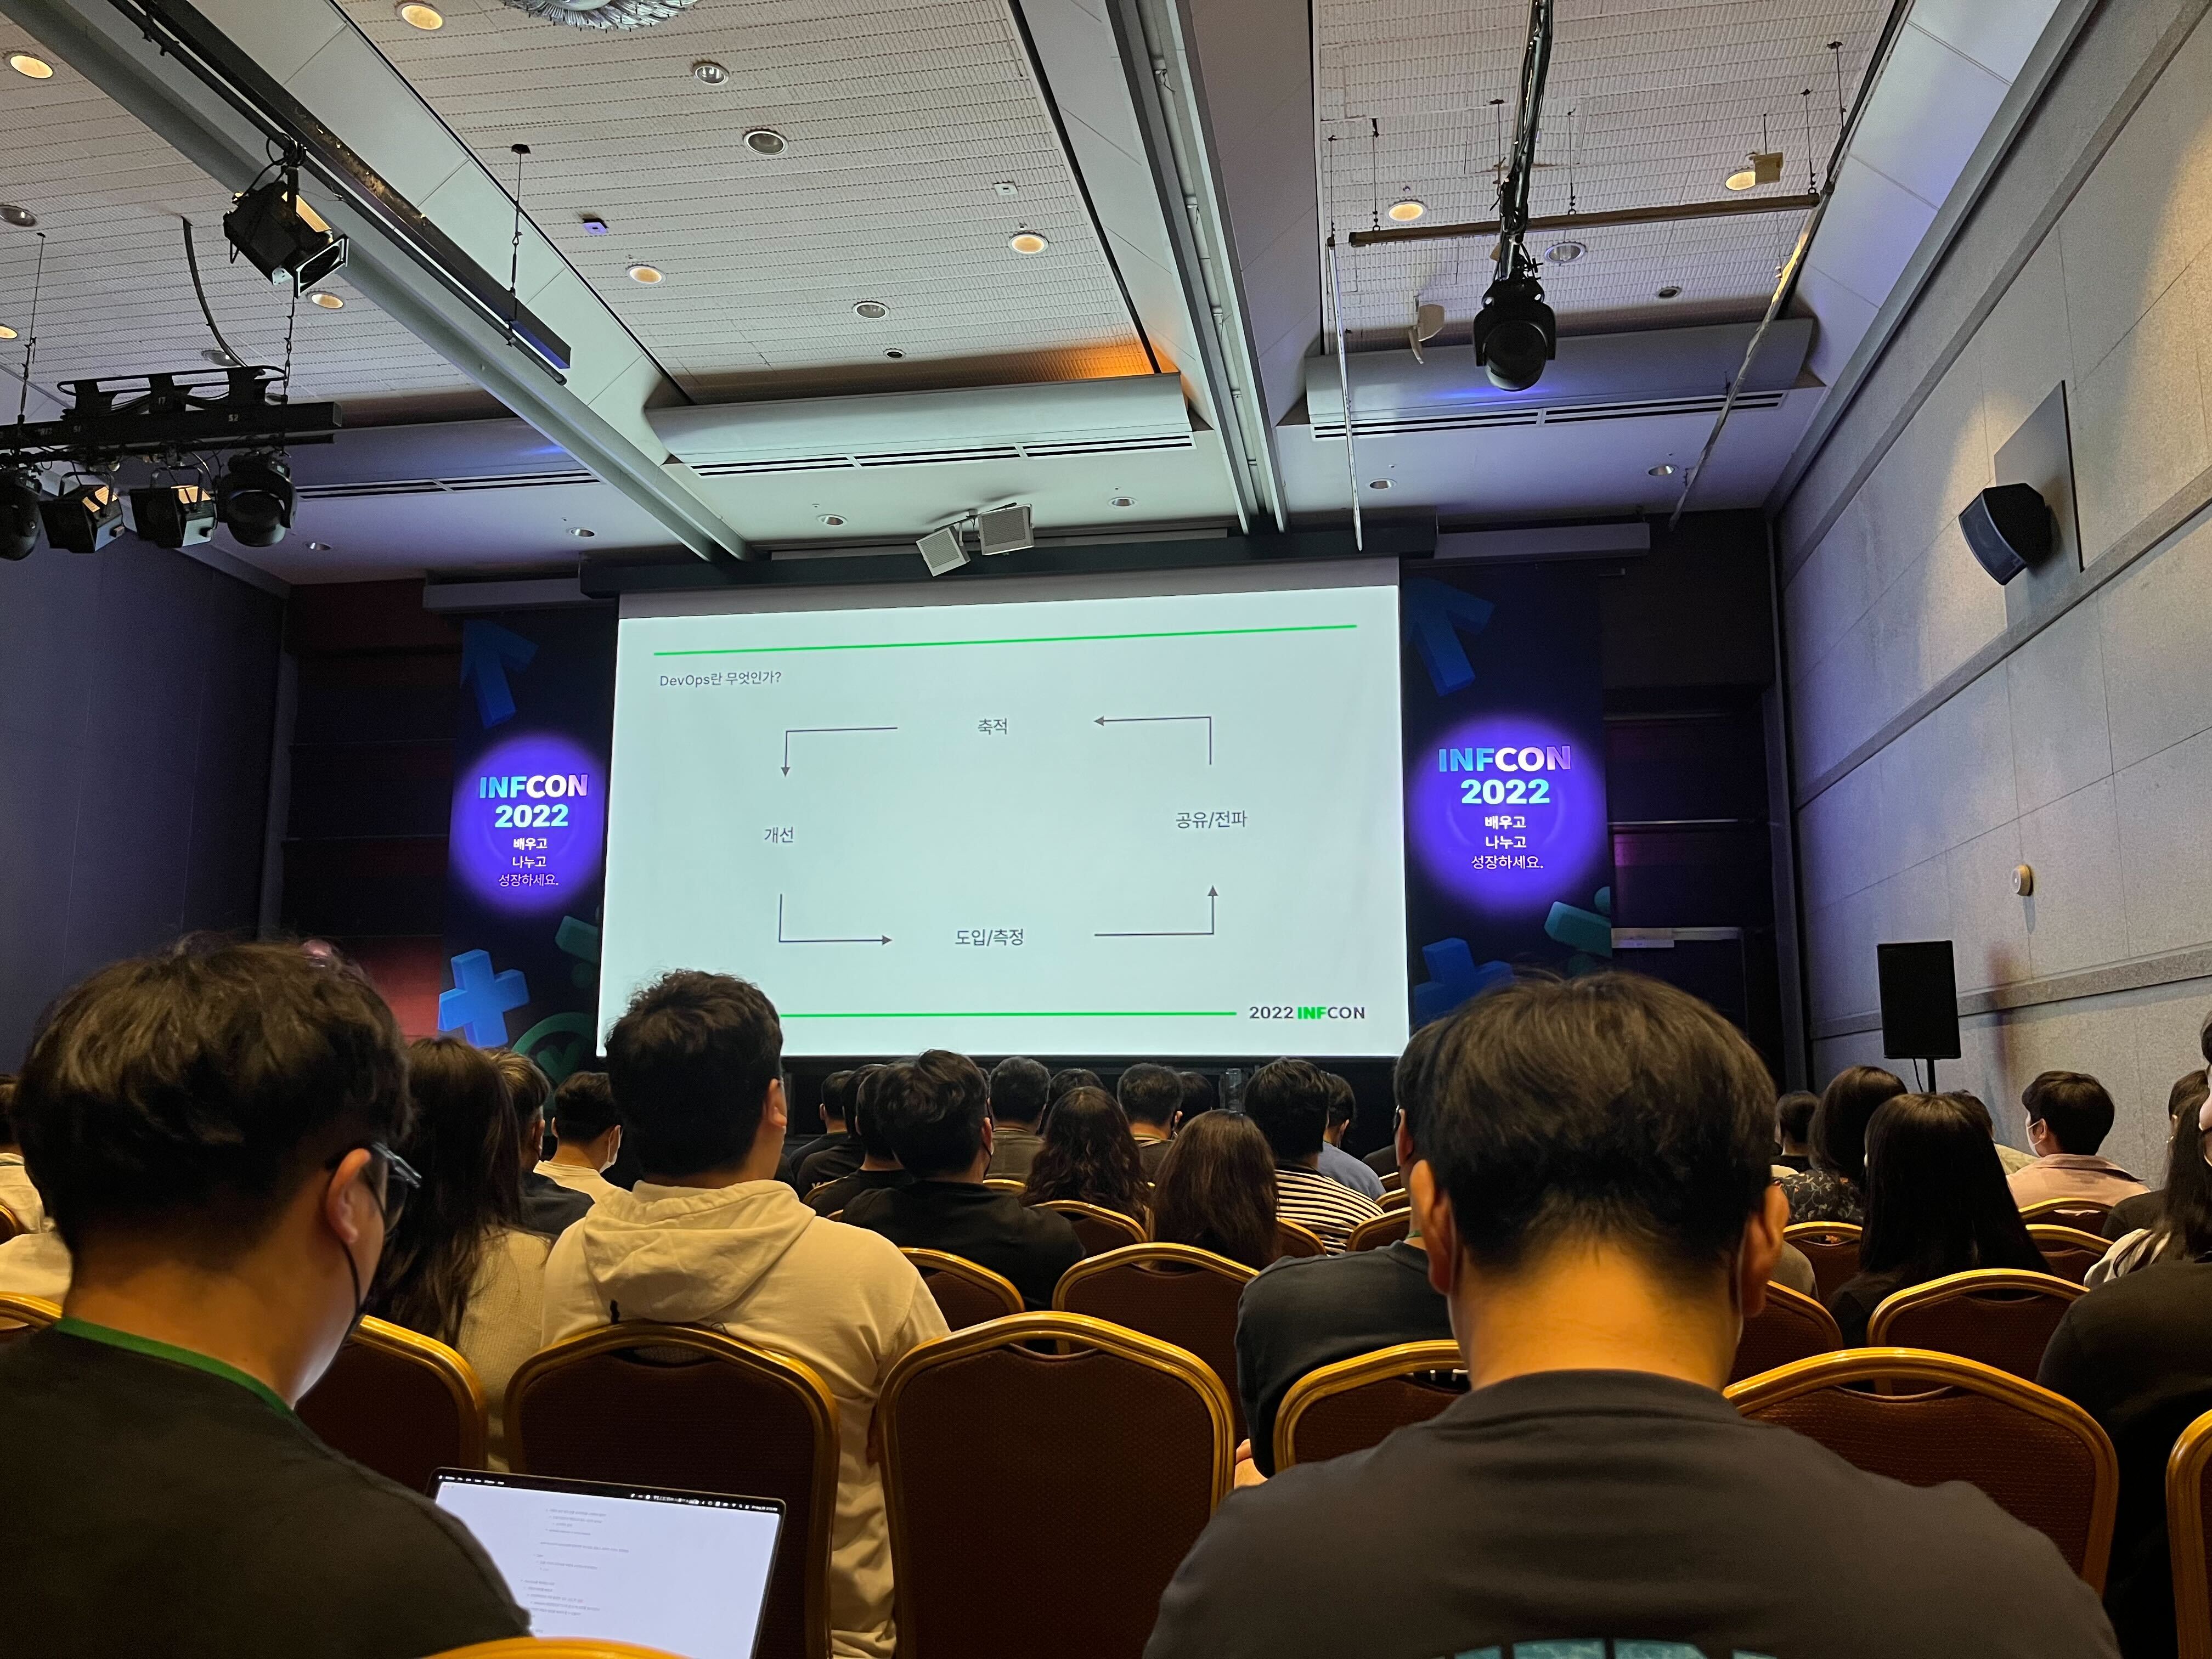 DevOps란 무엇인가?
축적
개선
공유/전파
도입/측정
2022 INFCON
INFCON
2022
배우고
나누고
성장하세요.
INFCON
2022
배우고
나누고
성장하세요.
S2